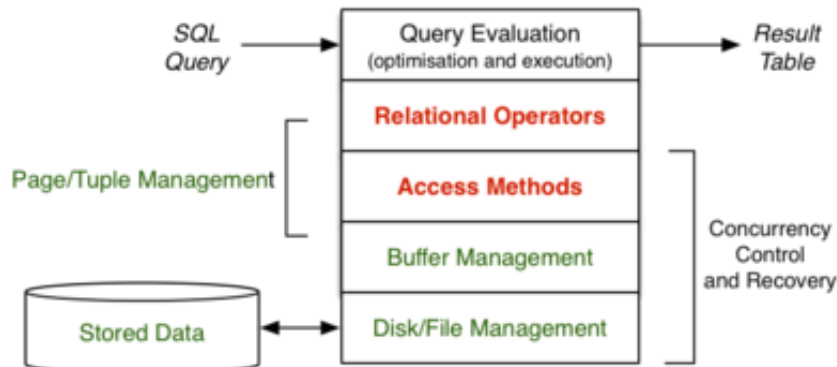 SQL
Query
Query Evaluation
(optimisation and execution)
Result
Table
Relational Operators
Page/Tuple Management
Access Methods
Concurrency
Control
and Recovery
Buffer Management
Stored Data
Disk/File Management